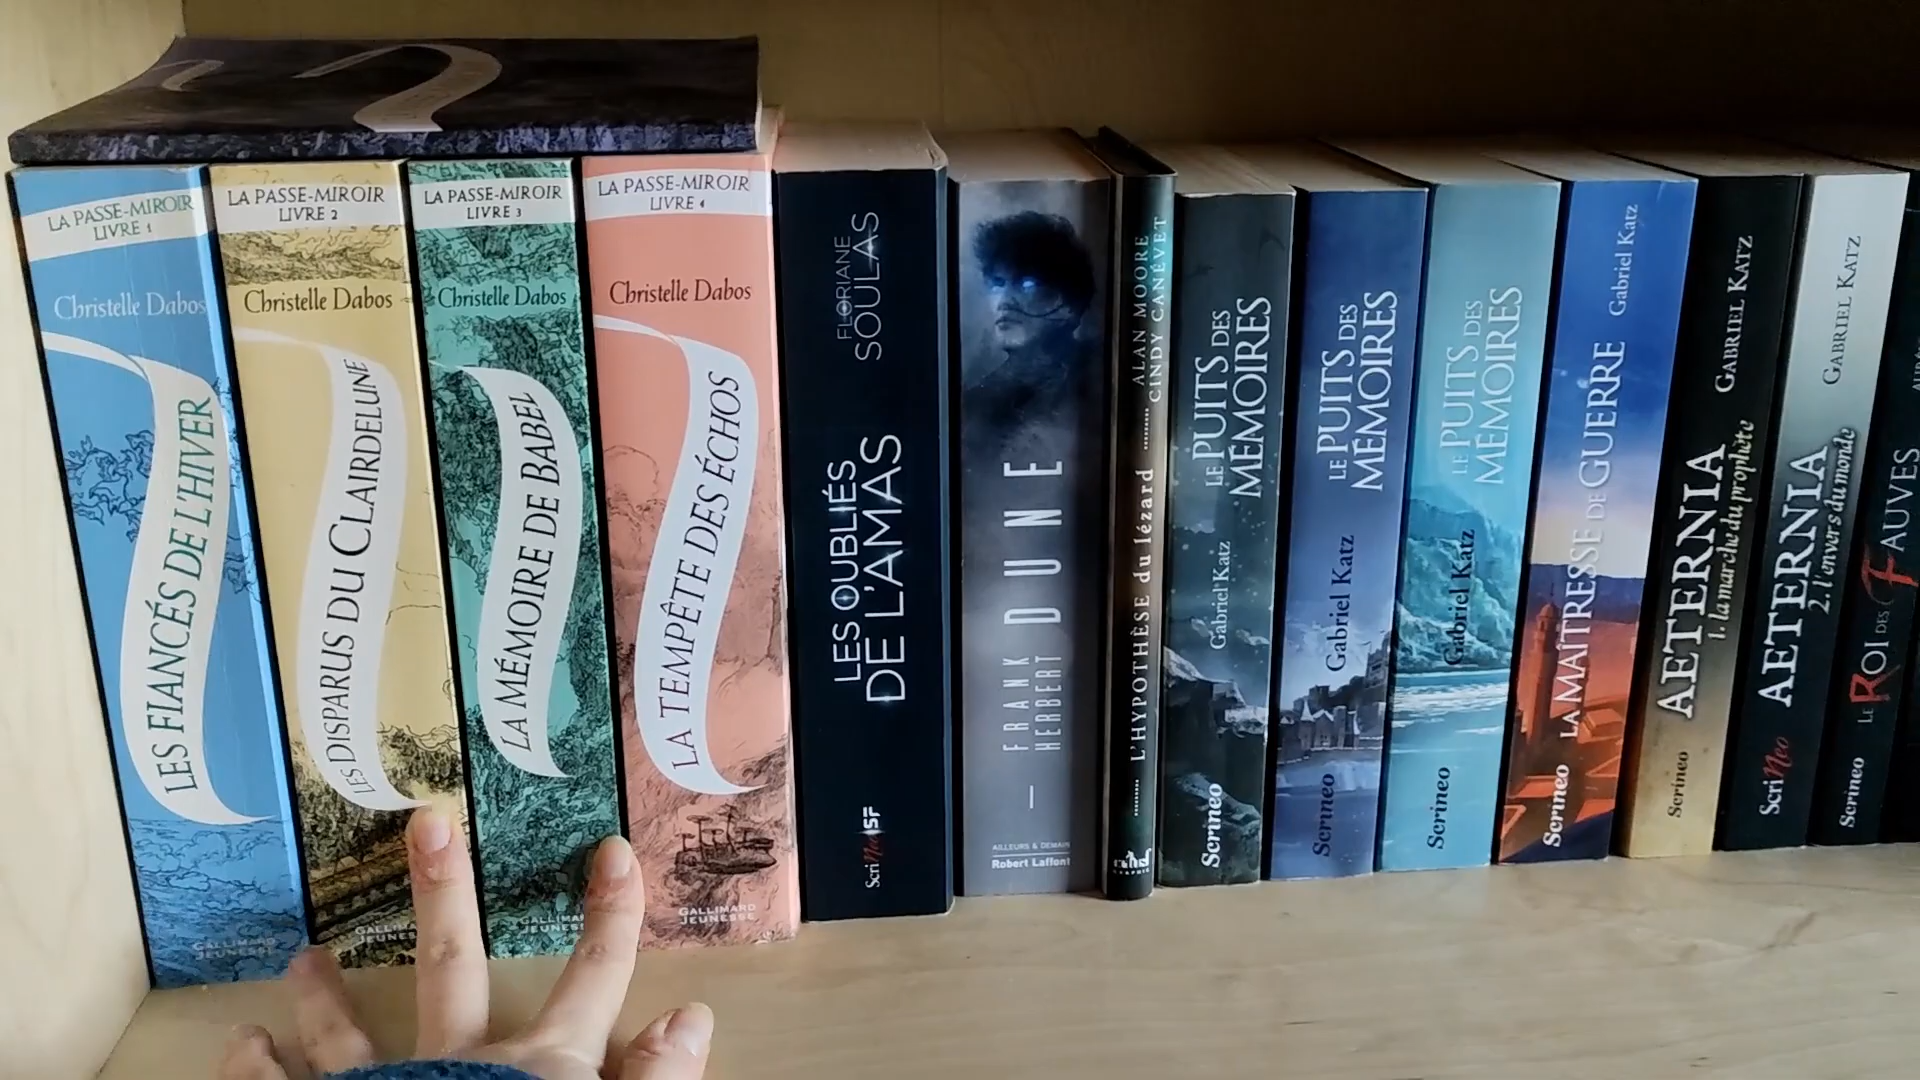 LA PASSE-MIROIR
LIVRE 1
Christelle Dabos
LES FIANCÉS DE L'HIVER
GALLIMARD
JEUNESSE
LA PASSE-MIROIR
LIVRE 2
Christelle Dabos
LES DISPARUS DU CLAIRDELUNE
LA PASSE-MIROIR
LIVRE 3
Christelle Dabos
LA MÉMOIRE DE BABEL
LA PASSE-MIROIR
LIVRE 4
Christelle Dabos
LA TEMPÊTE DES ÉCHOS
GALLIMARD
JEUNESSE
FLORIANE
SOULAS
LES OUBLIÉS
DE L'AMAS
ScriNeoSF
DUNE
FRANK
HERBERT
AILLEURS & DEMAIN
Robert Laffont
ALAN MOORE
CINDY CANÉVET
L'HYPOTHÈSE du lézard
LE PUITS DES
MÉMOIRES
Gabriel Katz
Scrineo
LE PUITS DES
MÉMOIRES
Gabriel Katz
Scrineo
LE PUITS DES
MÉMOIRES
Gabriel Katz
Scrineo
Gabriel Katz
LA MAÎTRESSE DE GUERRE
Scrineo
GABRIEL KATZ
AETERNIA
1. la marche du prophète
Scrineo
GABRIEL KATZ
AETERNIA
2. l'envers du monde
ScriNeo
LE ROI DES FAUVES
Scrineo